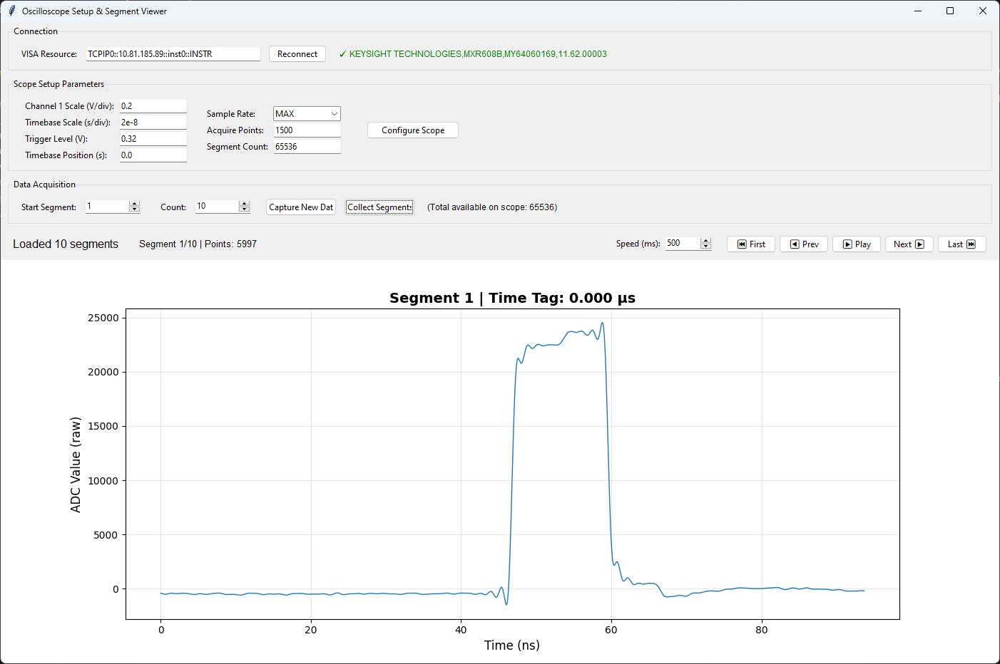 Oscilloscope Setup & Segment Viewer
Connection
VISA Resource: TCPIP0::10.81.185.89::inst0::INSTR Reconnect ✓ KEYSIGHT TECHNOLOGIES,MXR608B,MY64060169,11.62.00003
Scope Setup Parameters
Channel 1 Scale (V/div): 0.2
Timebase Scale (s/div): 2e-8
Trigger Level (V): 0.32
Timebase Position (s): 0.0
Sample Rate: MAX
Acquire Points: 1500
Segment Count: 65536
Configure Scope
Data Acquisition
Start Segment: 1 Count: 10 Capture New Dat Collect Segments (Total available on scope: 65536)
Loaded 10 segments Segment 1/10 | Points: 5997 Speed (ms): 500 ⏮ First ◀ Prev ▶ Play Next ▶ Last ⏭
Segment 1 | Time Tag: 0.000 µs
ADC Value (raw)
25000
20000
15000
10000
5000
0
0 20 40 60 80
Time (ns)